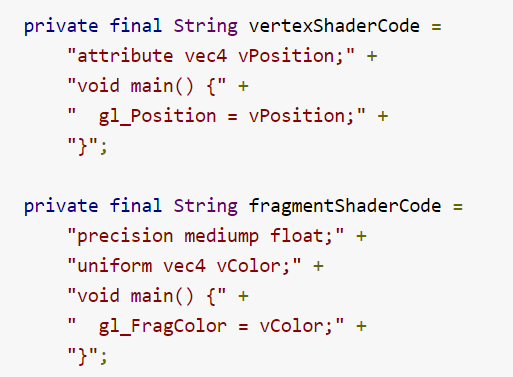 private final String vertexShaderCode =
    "attribute vec4 vPosition;" +
    "void main() {" +
    "  gl_Position = vPosition;" +
    "}";

private final String fragmentShaderCode =
    "precision mediump float;" +
    "uniform vec4 vColor;" +
    "void main() {" +
    "  gl_FragColor = vColor;" +
    "}";